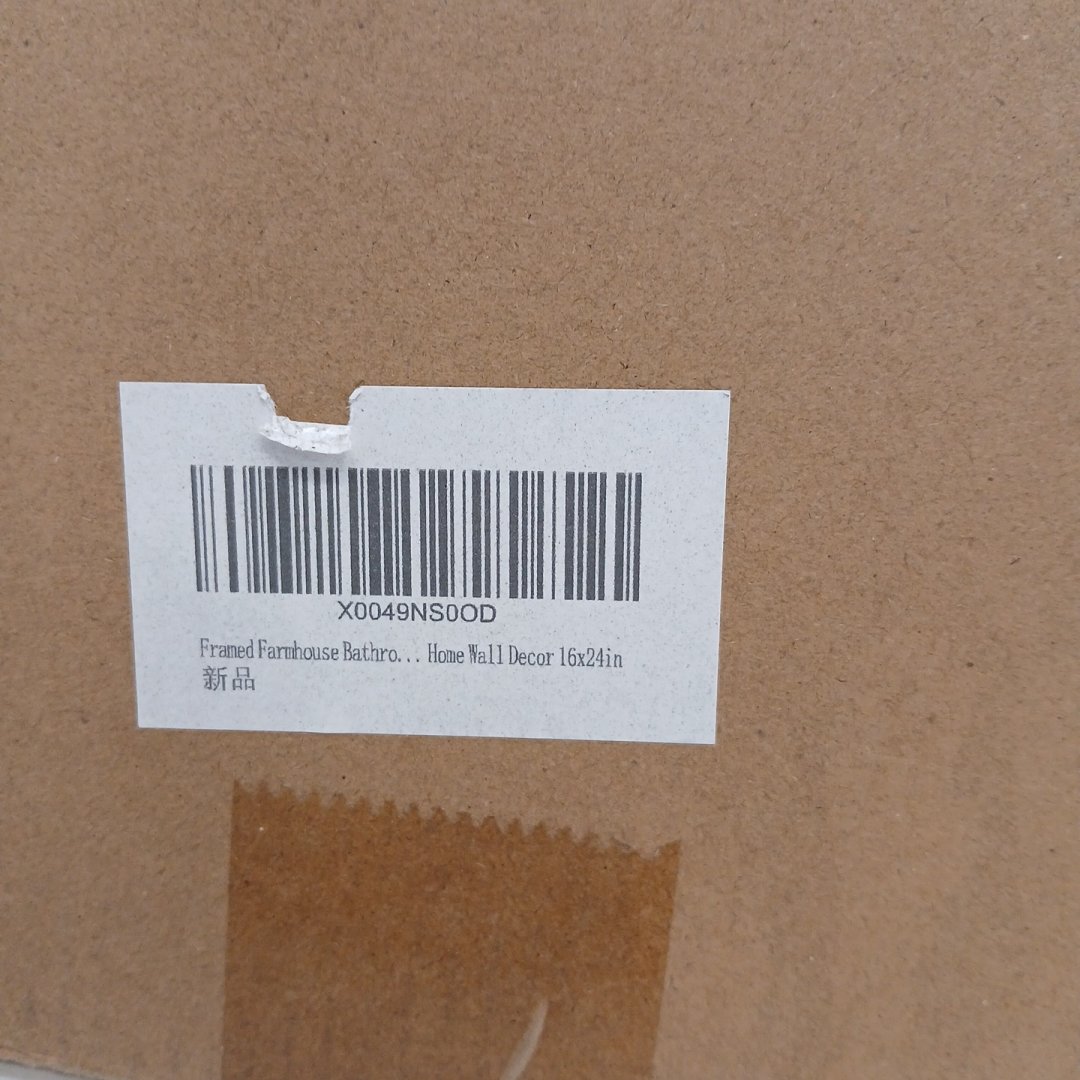 X0049NS0OD
Framed Farmhouse Bathro... Home Wall Decor 16x24in
新品